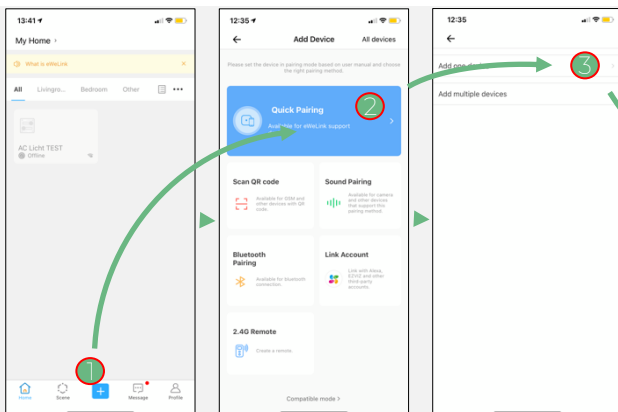 13:41
My Home
What is eWeLink
×
All Livingro... Bedroom Other
AC Licht TEST
Offline
1
Home Scene + Message Profile
12:35
Add Device All devices
Please set the device in pairing mode based on user manual and choose
the right pairing method.
Quick Pairing
2
Available for eWeLink support
Scan QR code
Available for GSM and
other devices with QR
code.
Sound Pairing
Available for camera
and other devices
that support this
pairing method.
Bluetooth
Pairing
Available for bluetooth
connection.
Link Account
Link with Alexa,
EZVIZ and other
third-party
accounts.
2.4G Remote
Create a remote
Compatible mode >
12:35
Add one
3
Add multiple devices